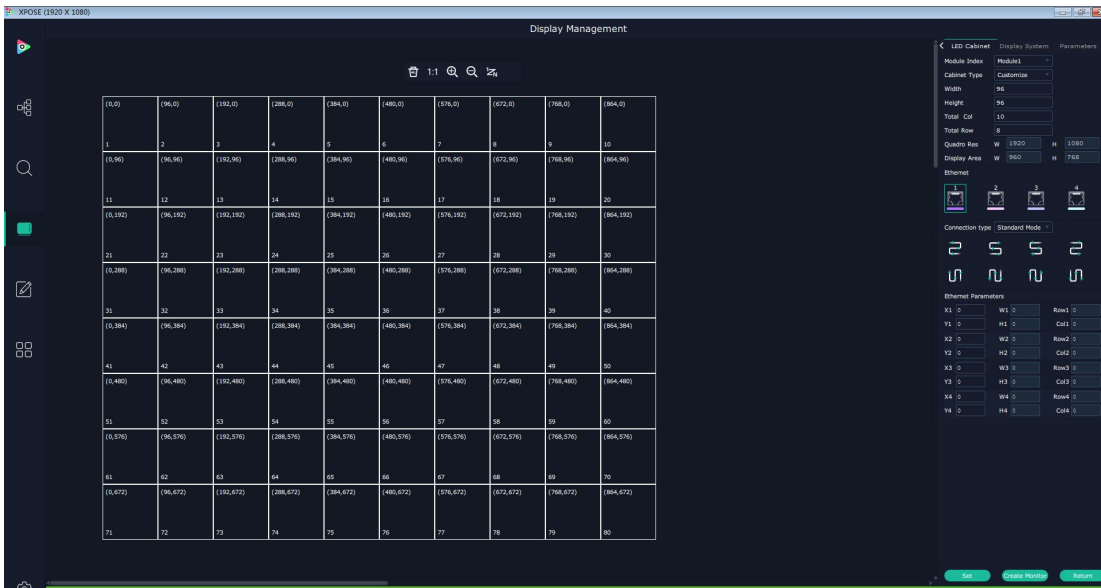 XPOSE (1920 X 1080)
Display Management
1:1
LED Cabinet Display System Parameters
Module Index Module1
Cabinet Type Customize
Width 96
Height 96
Total Col 10
Total Row 8
Quadro Res W 1920 H 1080
Display Area W 960 H 768
Ethernet
1 2 3 4
Connection type Standard Mode
Ethernet Parameters
X1 0 W1 0 Row1 0
Y1 0 H1 0 Col1 0
X2 0 W2 0 Row2 0
Y2 0 H2 0 Col2 0
X3 0 W3 0 Row3 0
Y3 0 H3 0 Col3 0
X4 0 W4 0 Row4 0
Y4 0 H4 0 Col4 0
Set Create Monitor Return
(0,0) (96,0) (192,0) (288,0) (384,0) (480,0) (576,0) (672,0) (768,0) (864,0)
1 2 3 4 5 6 7 8 9 10
(0,96) (96,96) (192,96) (288,96) (384,96) (480,96) (576,96) (672,96) (768,96) (864,96)
11 12 13 14 15 16 17 18 19 20
(0,192) (96,192) (192,192) (288,192) (384,192) (480,192) (576,192) (672,192) (768,192) (864,192)
21 22 23 24 25 26 27 28 29 30
(0,288) (96,288) (192,288) (288,288) (384,288) (480,288) (576,288) (672,288) (768,288) (864,288)
31 32 33 34 35 36 37 38 39 40
(0,384) (96,384) (192,384) (288,384) (384,384) (480,384) (576,384) (672,384) (768,384) (864,384)
41 42 43 44 45 46 47 48 49 50
(0,480) (96,480) (192,480) (288,480) (384,480) (480,480) (576,480) (672,480) (768,480) (864,480)
51 52 53 54 55 56 57 58 59 60
(0,576) (96,576) (192,576) (288,576) (384,576) (480,576) (576,576) (672,576) (768,576) (864,576)
61 62 63 64 65 66 67 68 69 70
(0,672) (96,672) (192,672) (288,672) (384,672) (480,672) (576,672) (672,672) (768,672) (864,672)
71 72 73 74 75 76 77 78 79 80